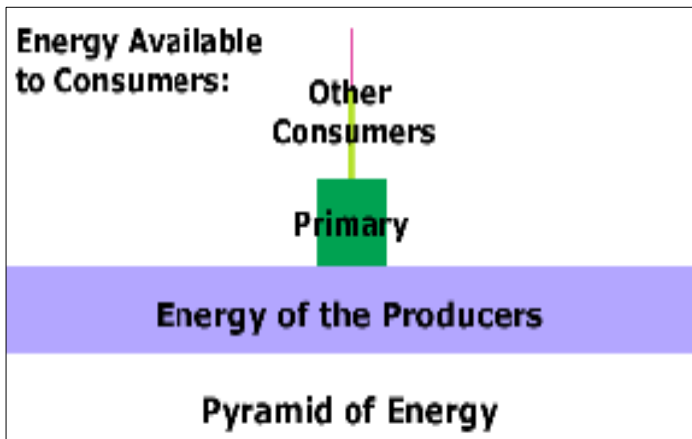 Energy Available
to Consumers:
Other
Consumers
Primary
Energy of the Producers
Pyramid of Energy